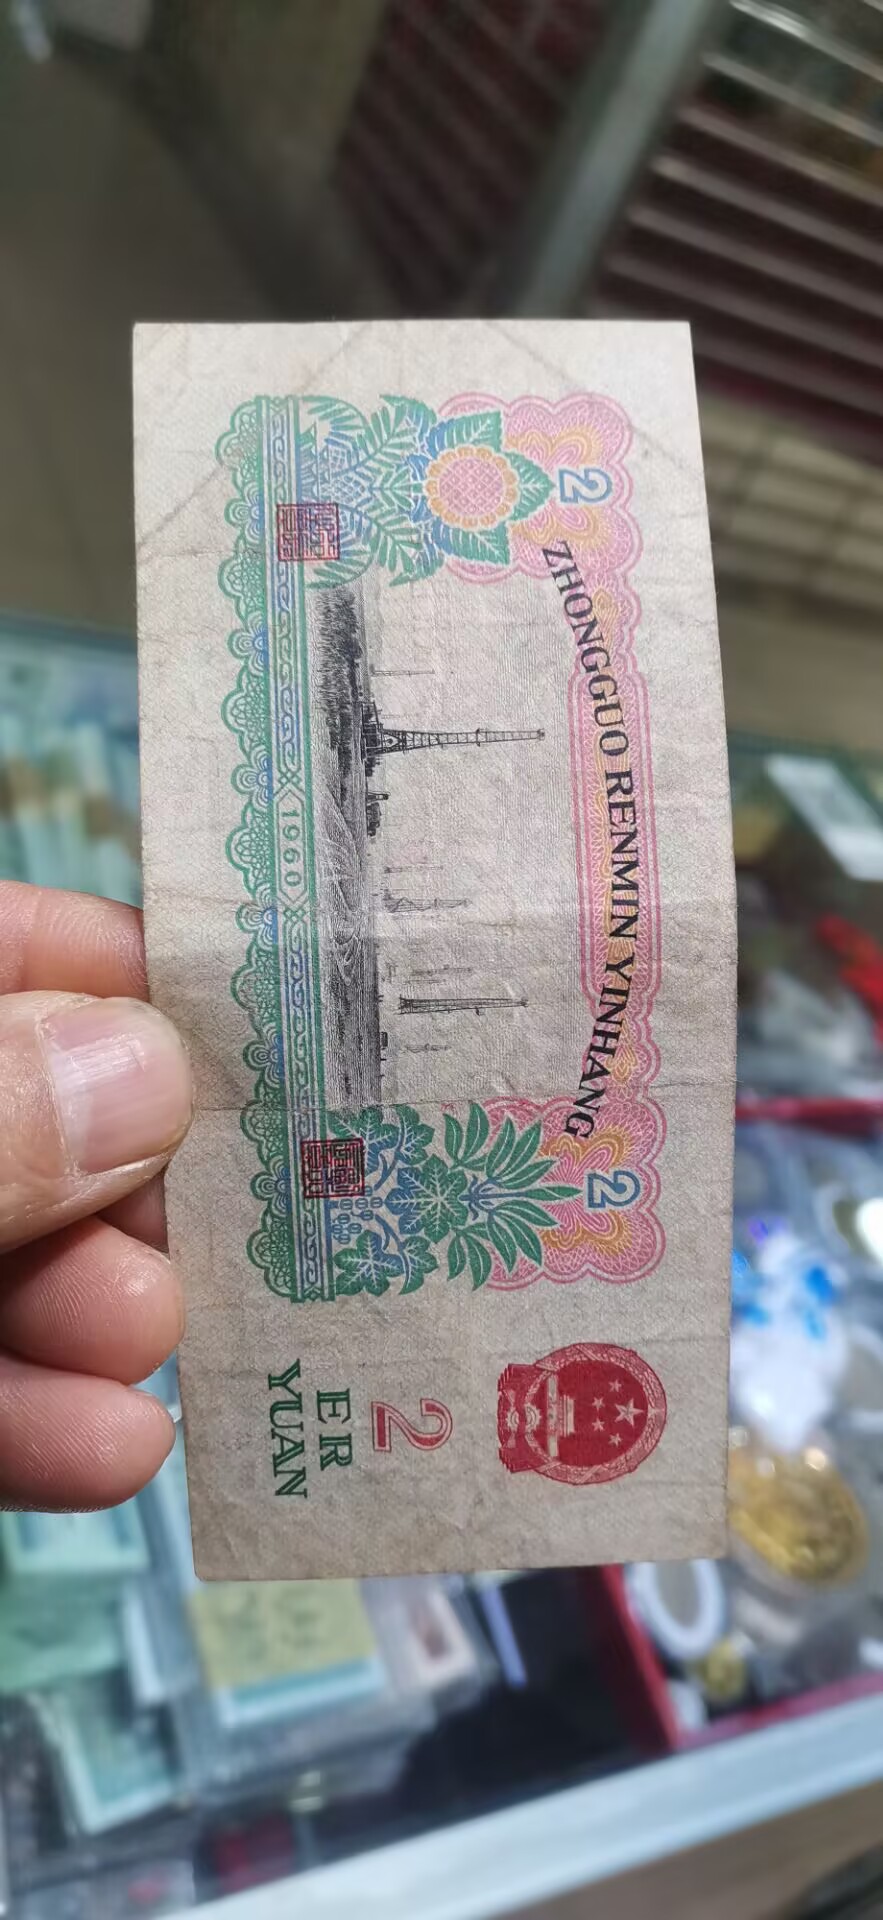 ZHONGGUO RENMIN YINHANG
2
2
1960
2
ER
YUAN